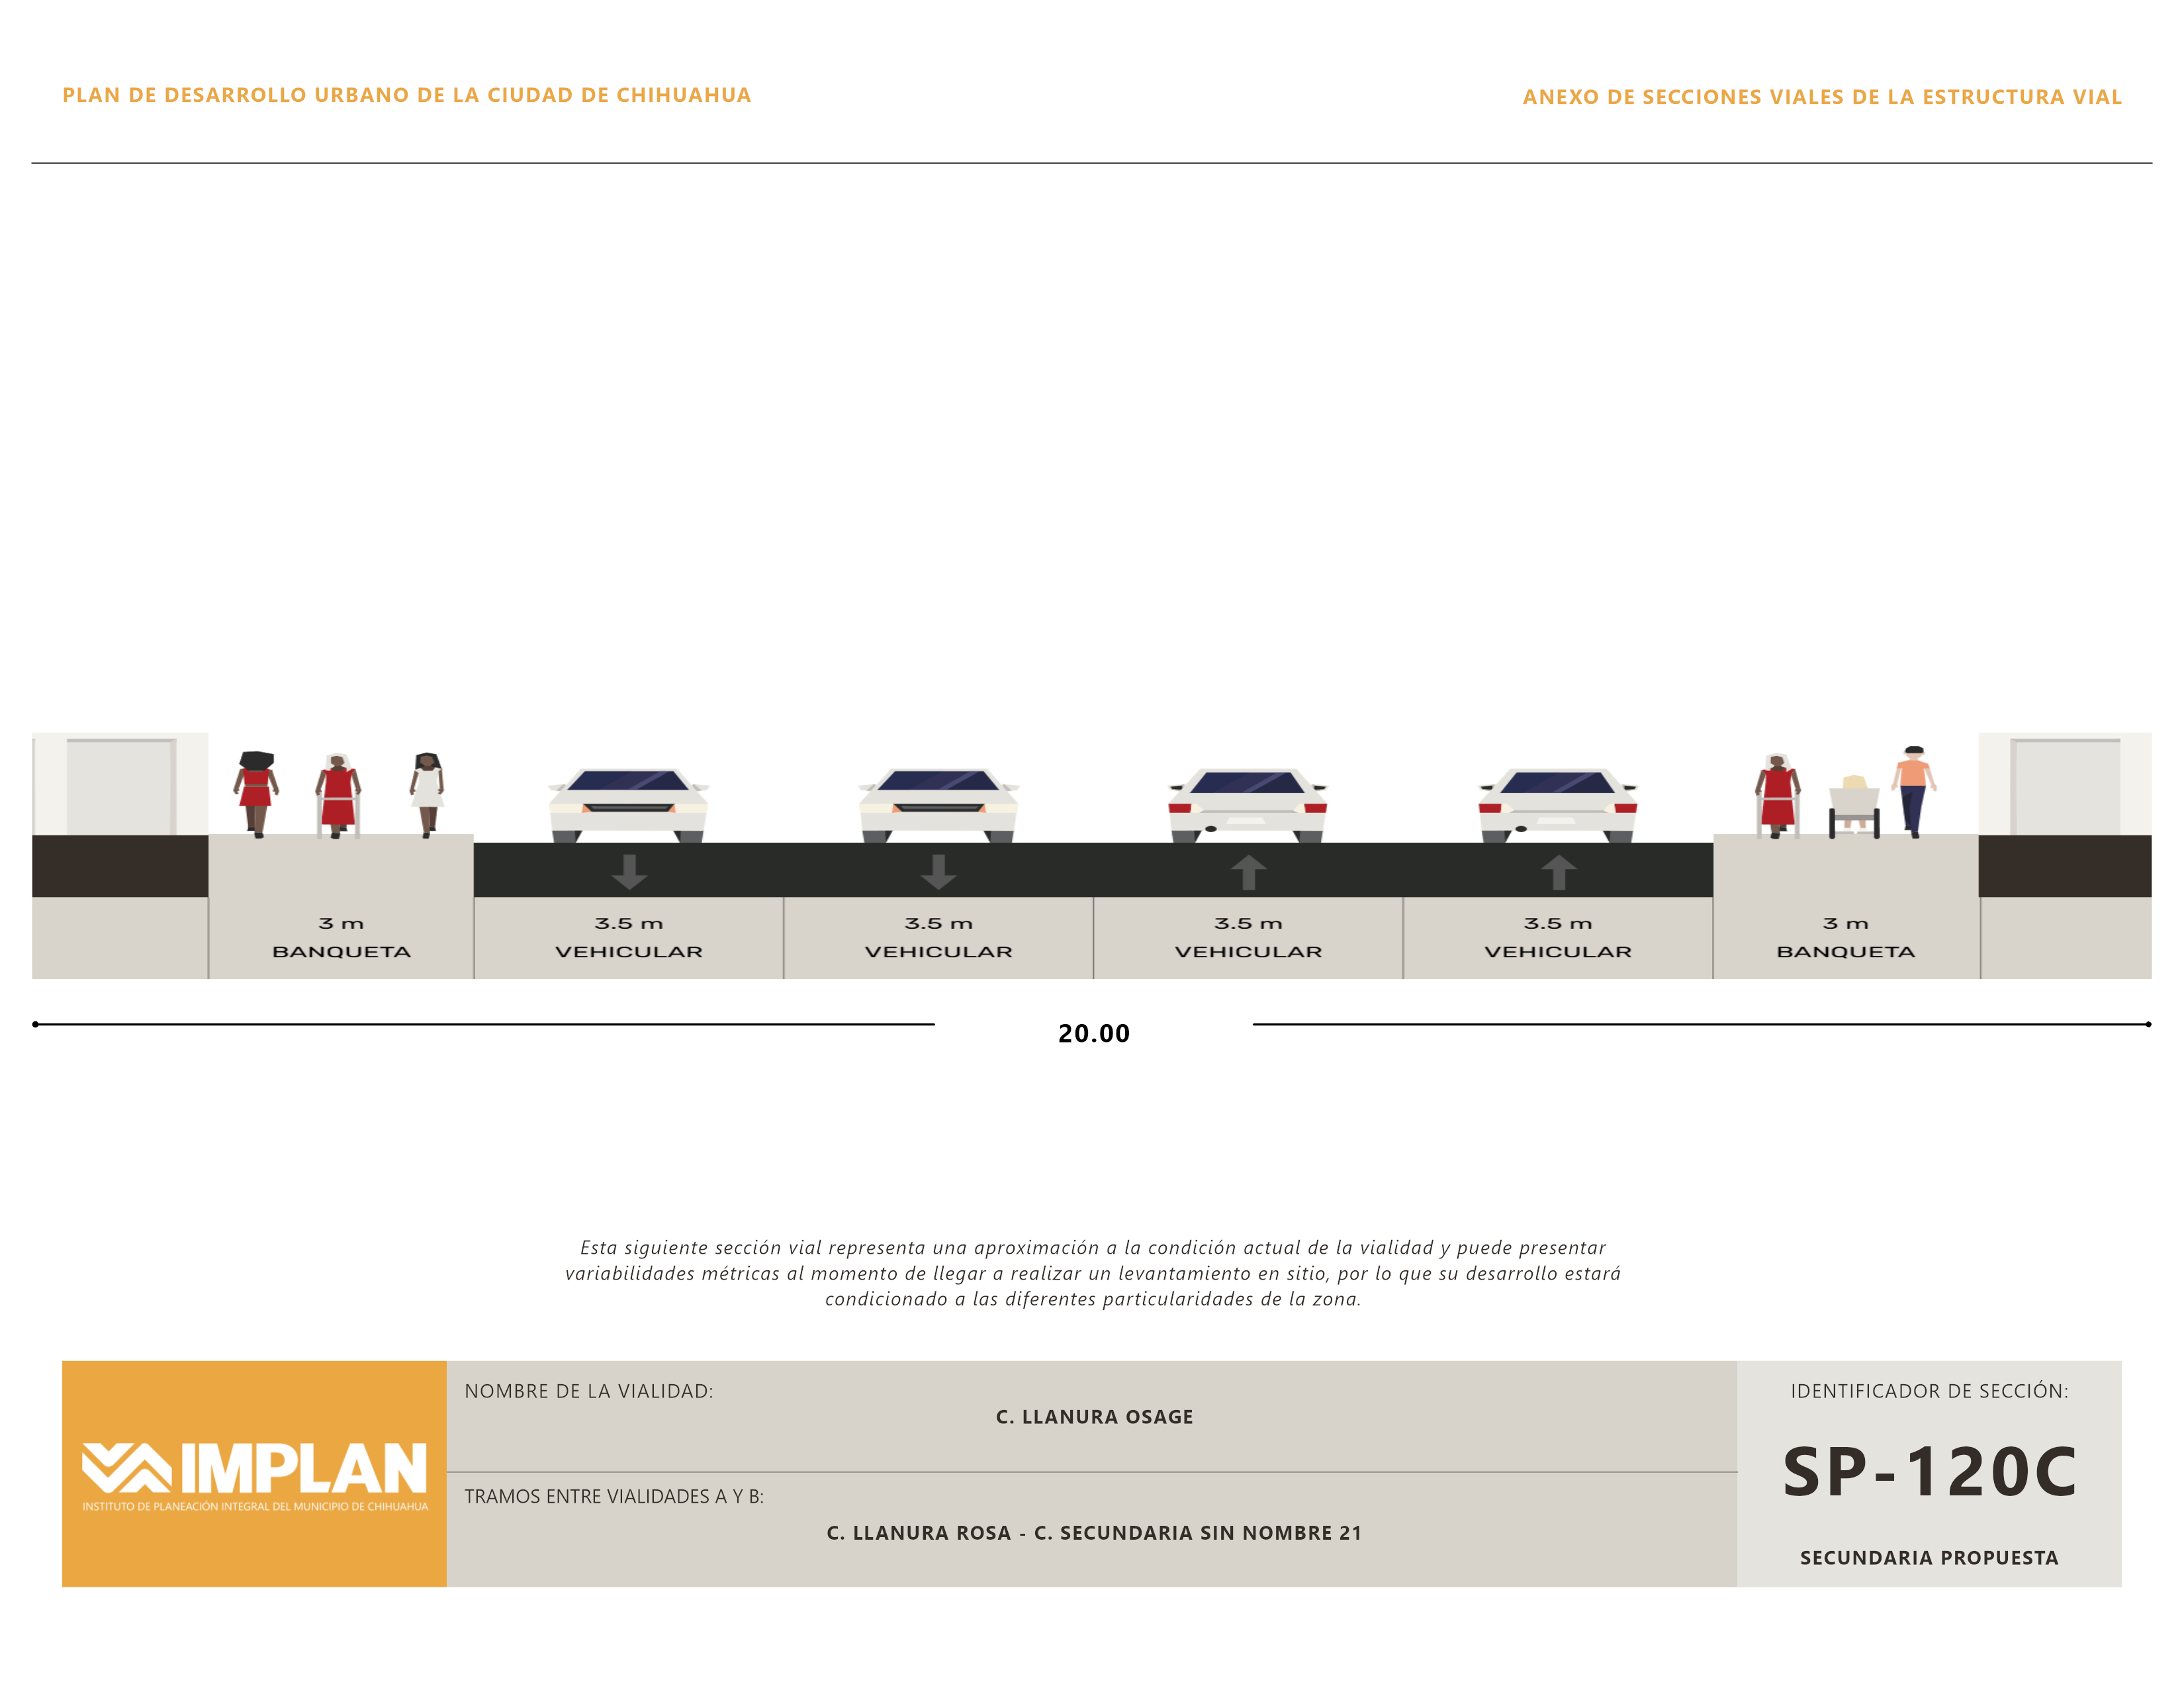 PLAN DE DESARROLLO URBANO DE LA CIUDAD DE CHIHUAHUA
ANEXO DE SECCIONES VIALES DE LA ESTRUCTURA VIAL
3 m
BANQUETA
3.5 m
VEHICULAR
3.5 m
VEHICULAR
3.5 m
VEHICULAR
3.5 m
VEHICULAR
3 m
BANQUETA
20.00
Esta siguiente sección vial representa una aproximación a la condición actual de la vialidad y puede presentar
variabilidades métricas al momento de llegar a realizar un levantamiento en sitio, por lo que su desarrollo estará
condicionado a las diferentes particularidades de la zona.
IMPLAN
INSTITUTO DE PLANEACIÓN INTEGRAL DEL MUNICIPIO DE CHIHUAHUA
NOMBRE DE LA VIALIDAD:
C. LLANURA OSAGE
TRAMOS ENTRE VIALIDADES A Y B:
C. LLANURA ROSA - C. SECUNDARIA SIN NOMBRE 21
IDENTIFICADOR DE SECCIÓN:
SP-120C
SECUNDARIA PROPUESTA